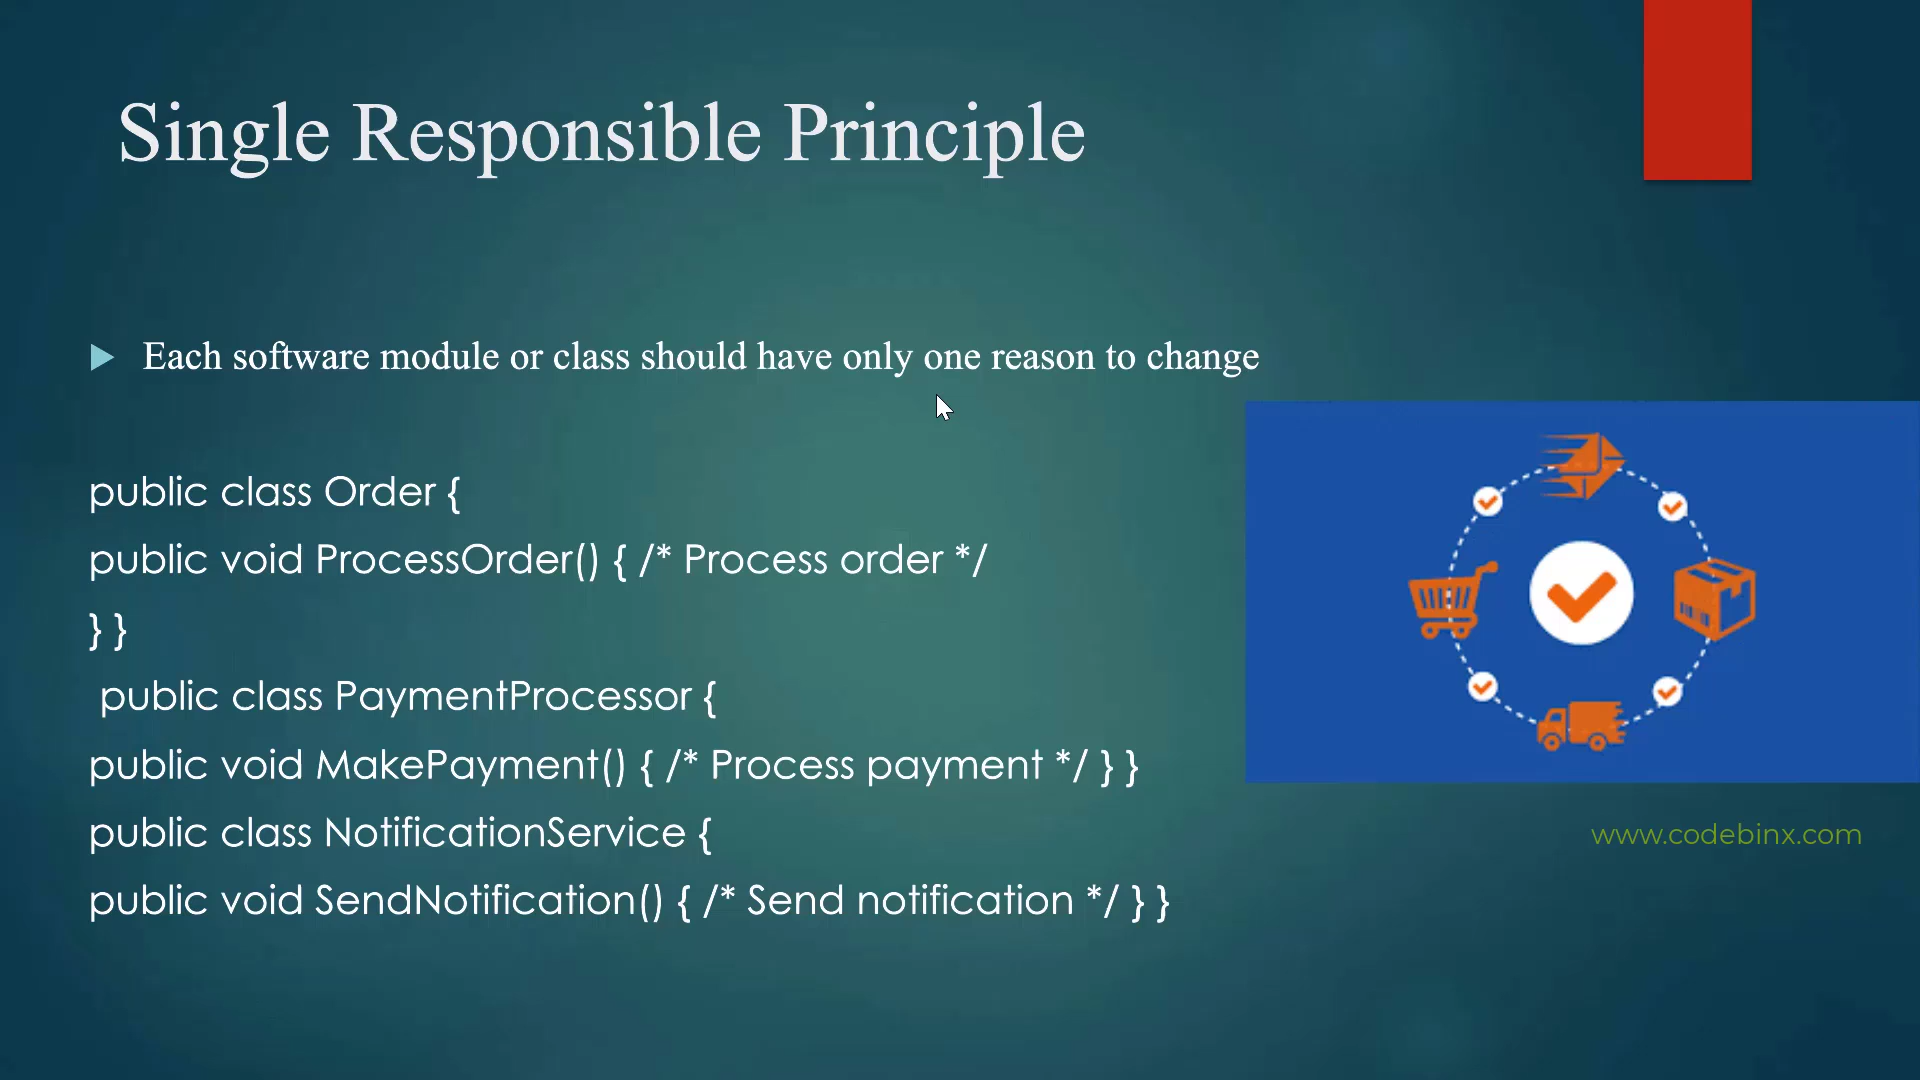 Single Responsible Principle
Each software module or class should have only one reason to change
public class Order {
public void ProcessOrder() { /* Process order */
} }
public class PaymentProcessor {
public void MakePayment() { /* Process payment */ } }
public class NotificationService {
public void SendNotification() { /* Send notification */ } }
www.codebinx.com